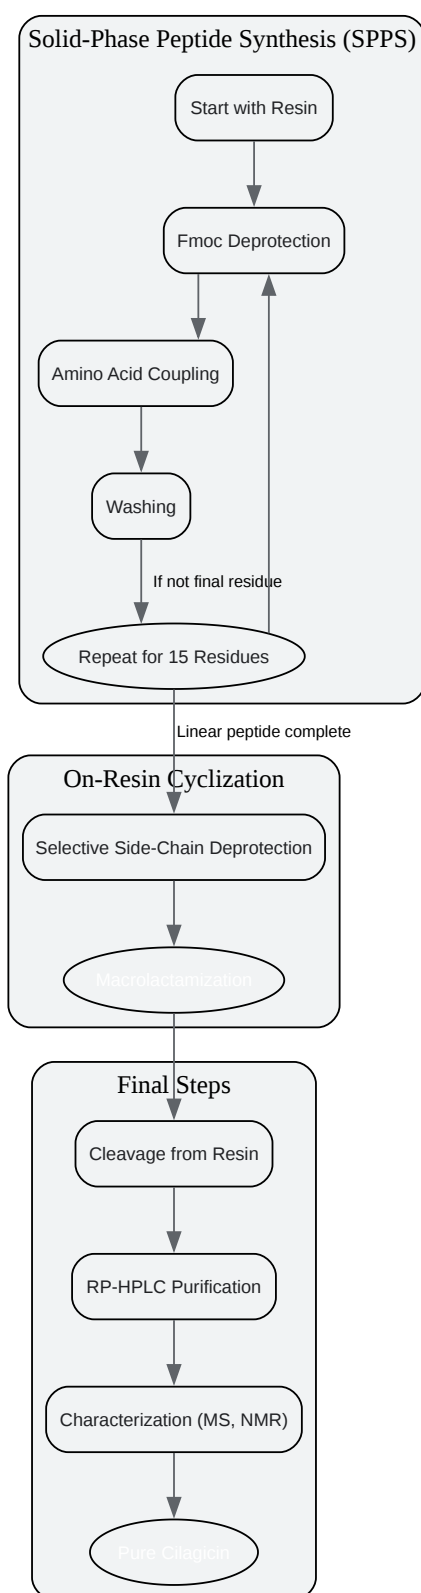 Solid-Phase Peptide Synthesis (SPPS)
Start with Resin
Fmoc Deprotection
Amino Acid Coupling
Washing
If not final residue
Repeat for 15 Residues
Linear peptide complete
On-Resin Cyclization
Selective Side-Chain Deprotection
Macrolactamization
Final Steps
Cleavage from Resin
RP-HPLC Purification
Characterization (MS, NMR)
Pure Cilagicin